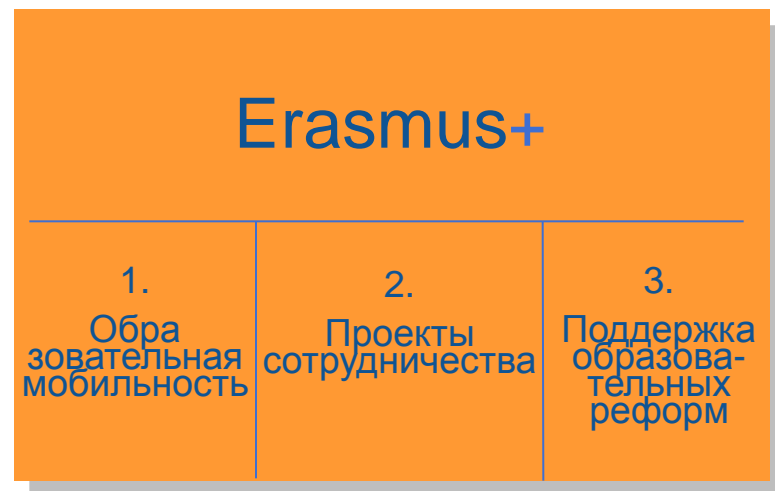 Erasmus+
1.
Обра
зовательная
мобильность
2.
Проекты
сотрудничества
3.
Поддержка
образова-
тельных
реформ